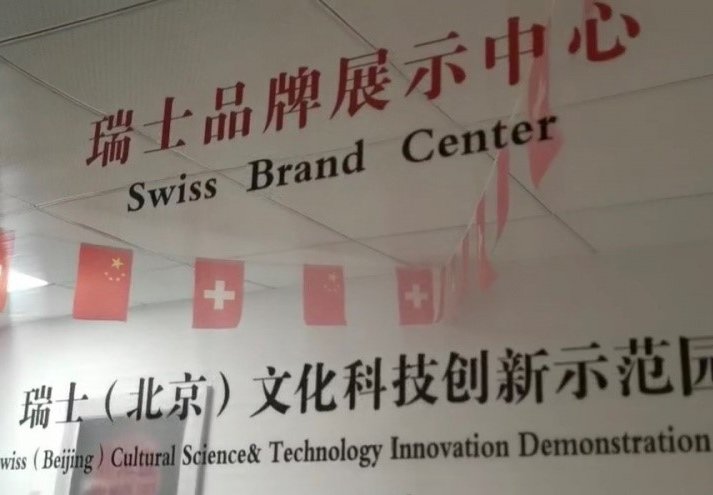 瑞士品牌展示中心
Swiss Brand Center
瑞士（北京）文化科技创新示范园
wiss (Beijing) Cultural Science& Technology Innovation Demonstration